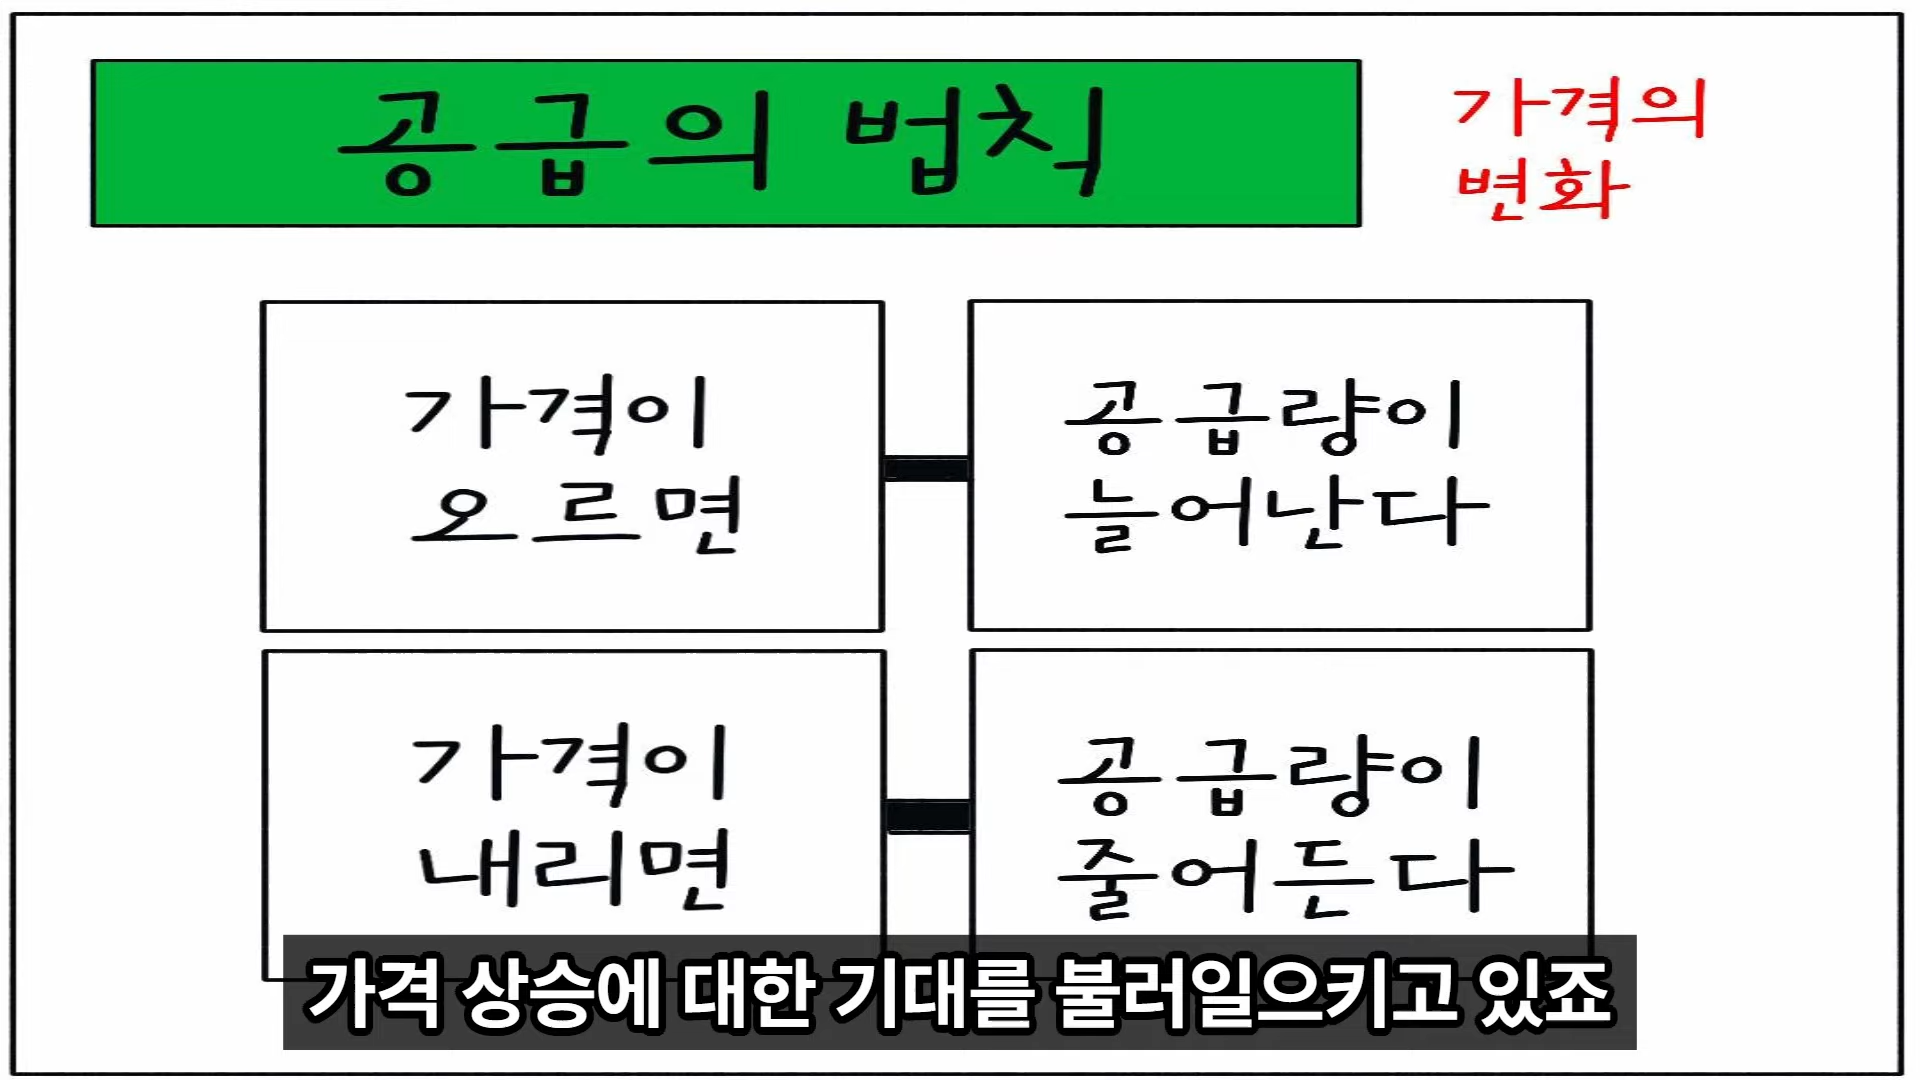 공급의 법칙
가격의
변화
가격이
오르면
공급량이
늘어난다
가격이
내리면
공급량이
줄어든다
가격 상승에 대한 기대를 불러일으키고 있죠